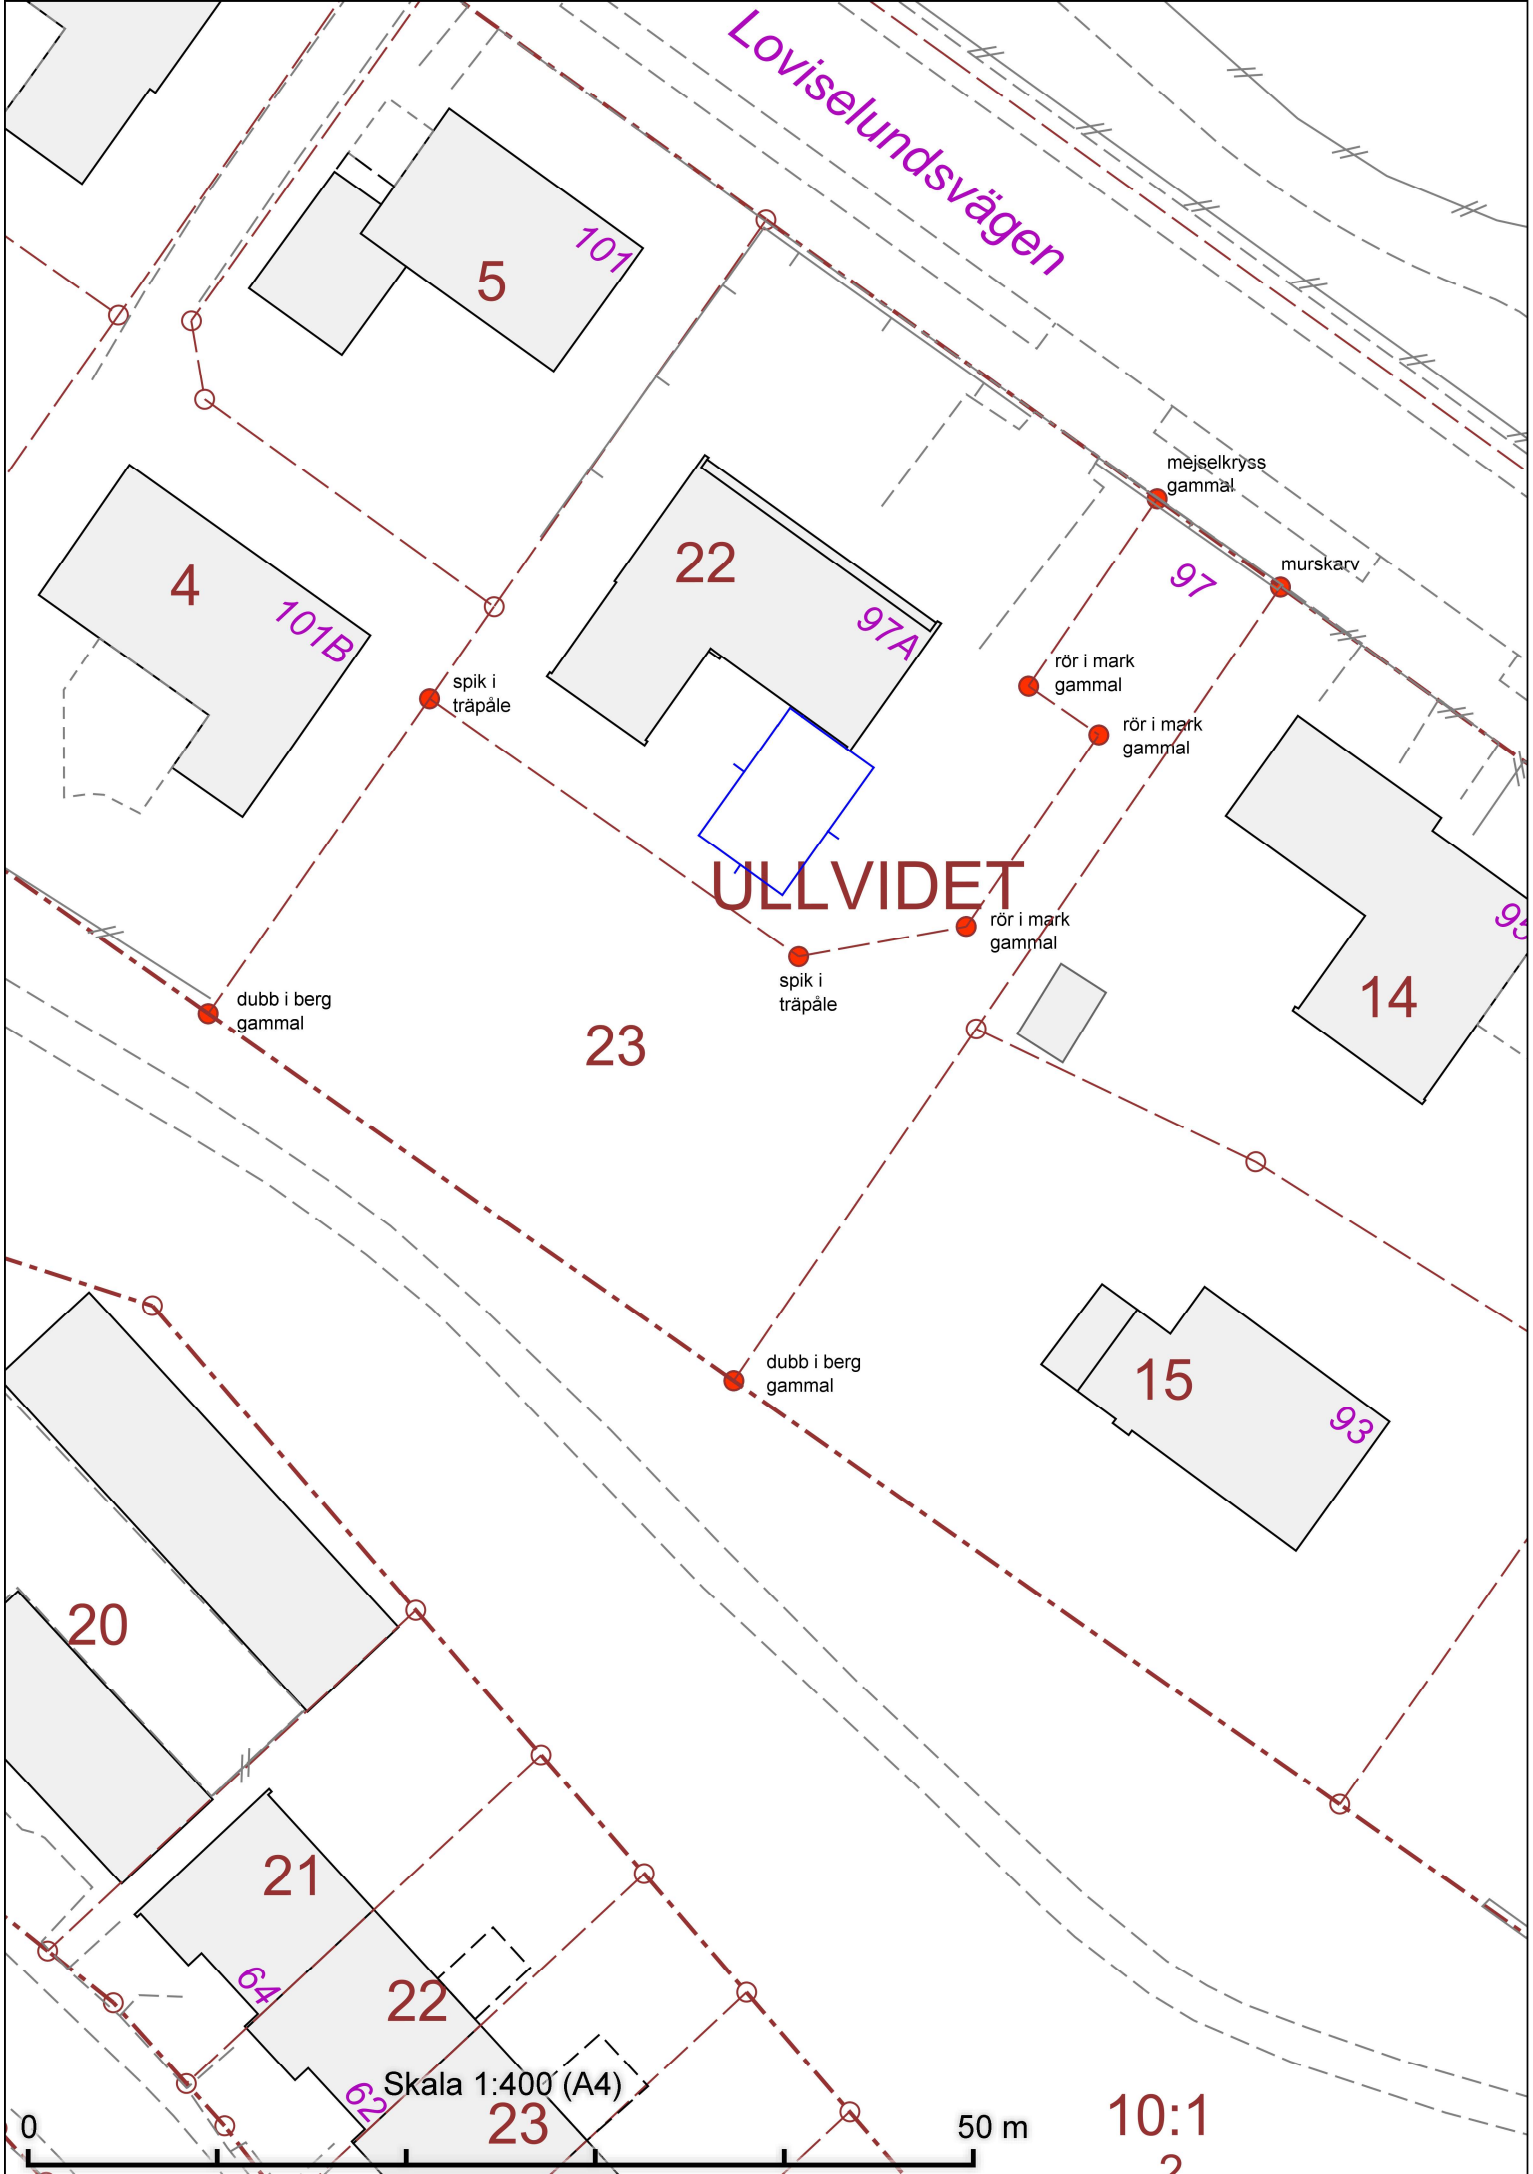 Loviselundsvägen
101
5
mejselkryss
gammal
22
97
murskarv
4
101B
97A
rör i mark
gammal
spik i
träpåle
rör i mark
gammal
ULLVIDET
95
rör i mark
gammal
spik i
träpåle
14
dubb i berg
gammal
23
dubb i berg
gammal
15
93
20
21
64
22
Skala 1:400 (A4)
62
23
0
50 m
10:1
2